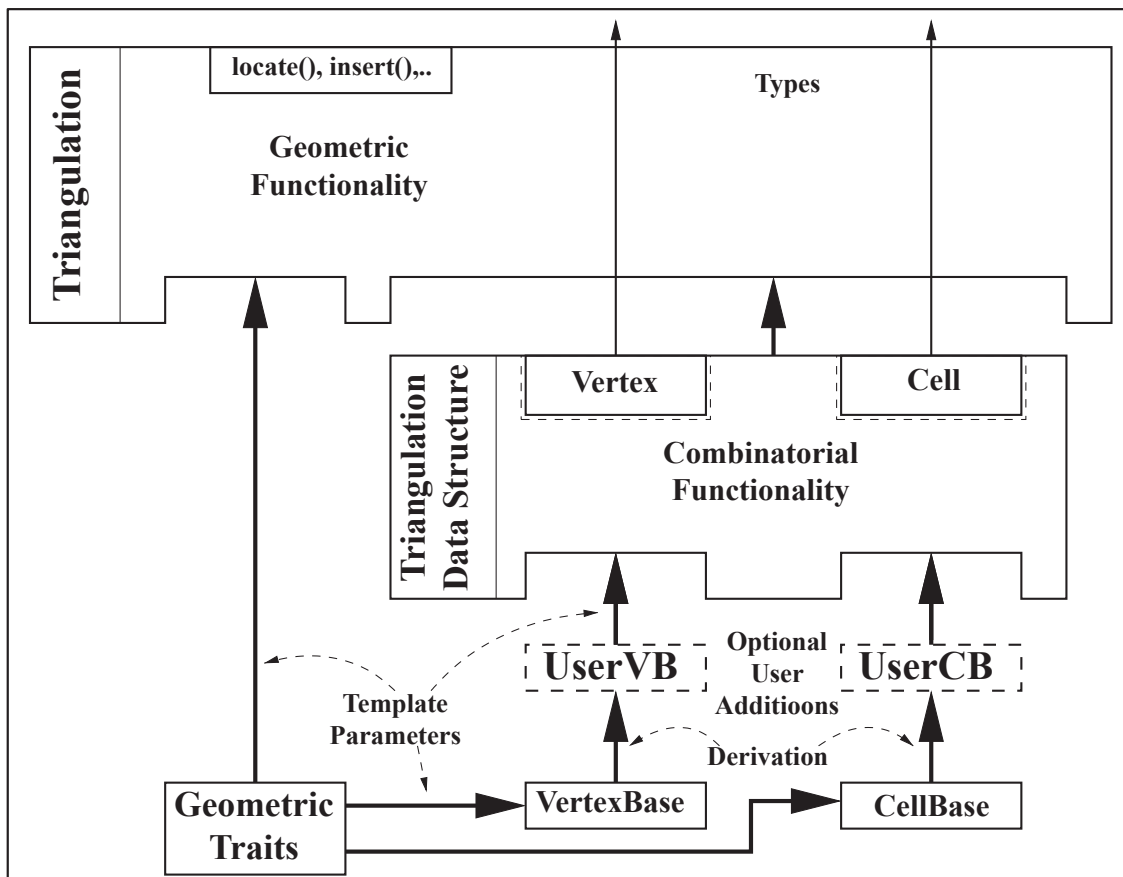 locate(), insert(),..
Types
Triangulation
Geometric
Functionality
Vertex
Cell
Triangulation
Data Structure
Combinatorial
Functionality
UserVB
Optional
User
Additioons
UserCB
Template
Parameters
Derivation
Geometric
Traits
VertexBase
CellBase